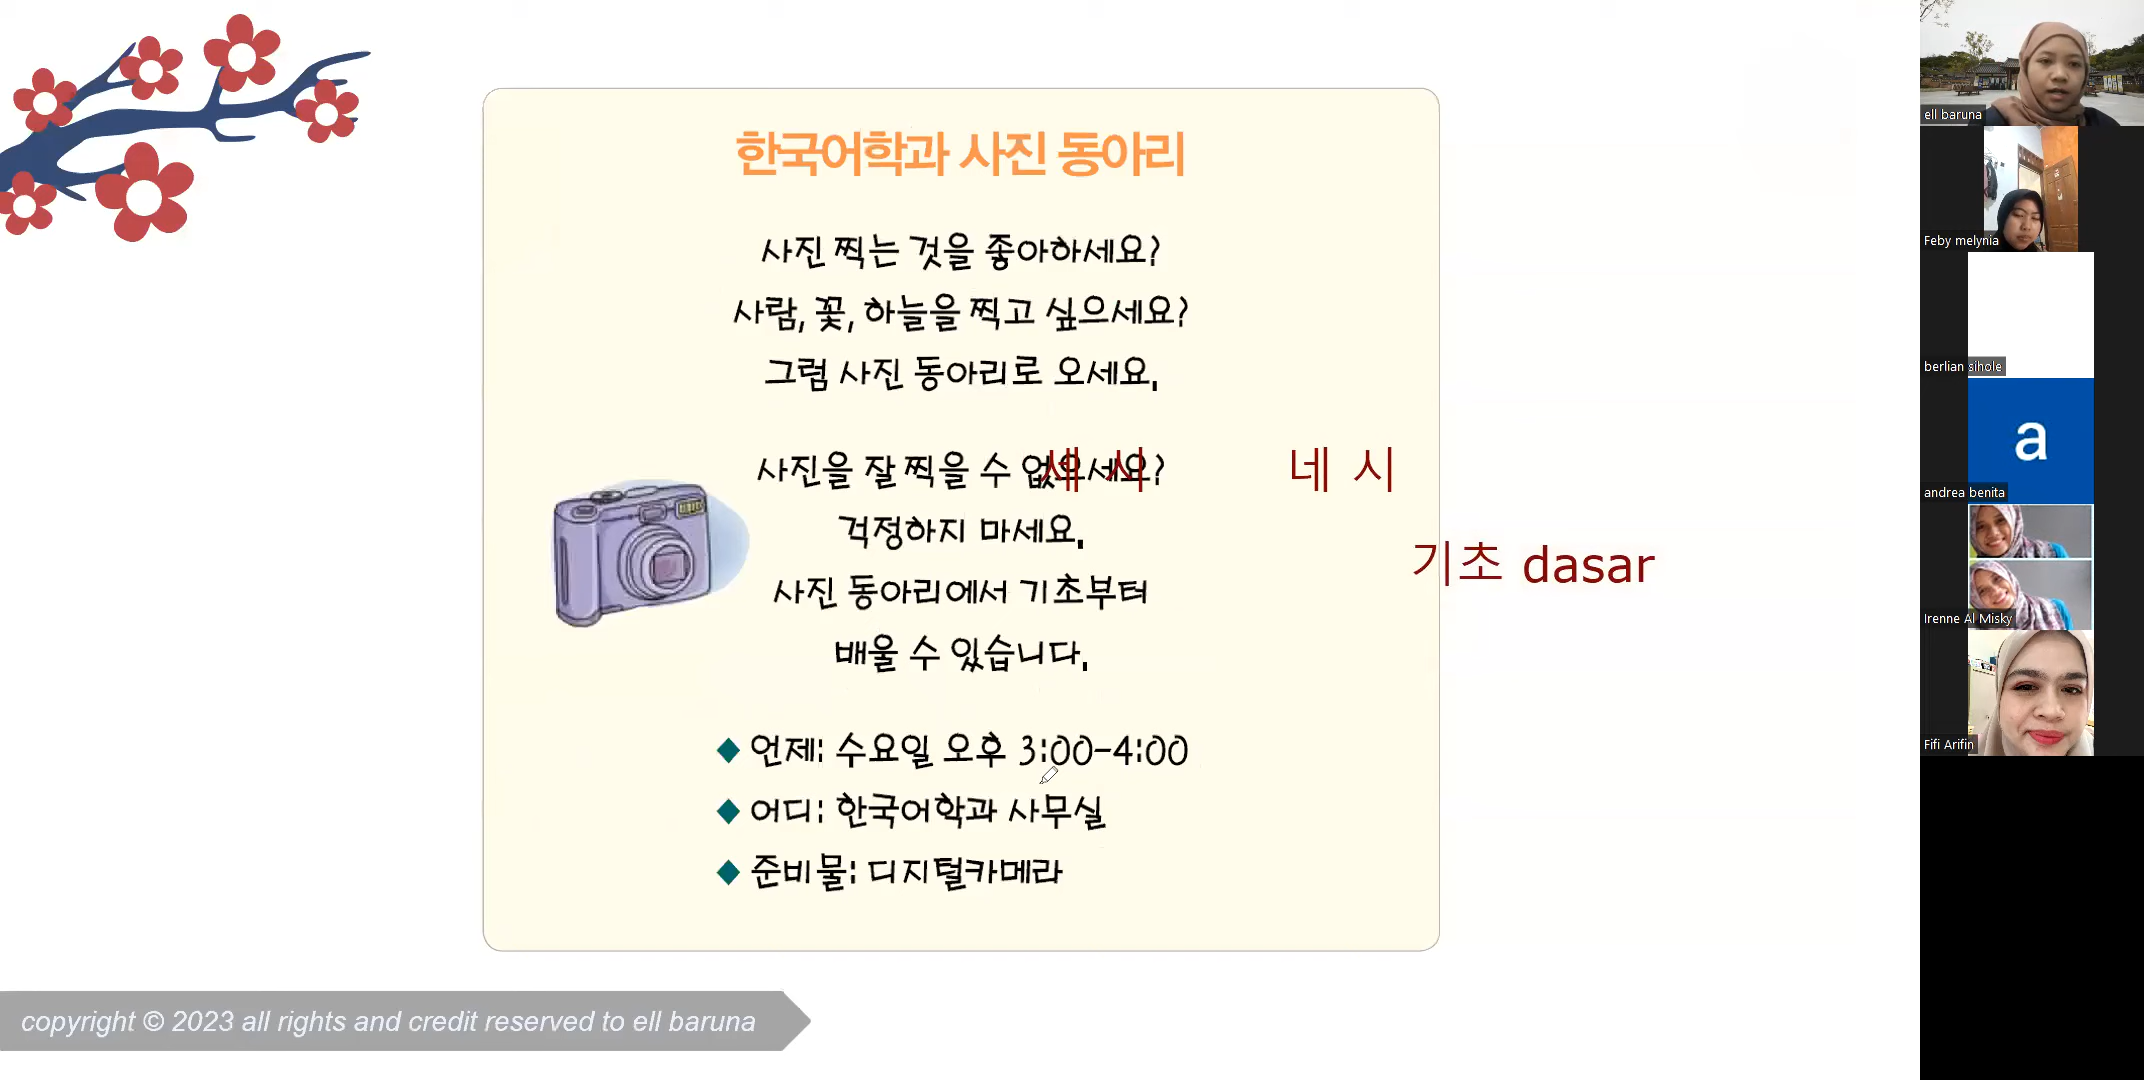 한국어학과 사진 동아리
사진 찍는 것을 좋아하세요?
사람, 꽃, 하늘을 찍고 싶으세요?
그럼 사진 동아리로 오세요.
사진을 잘 찍을 수 없으세요?
세 시
네 시
걱정하지 마세요.
기초 dasar
사진 동아리에서 기초부터
배울 수 있습니다.
◆ 언제: 수요일 오후 3:00-4:00
◆ 어디: 한국어학과 사무실
◆ 준비물: 디지털카메라
copyright © 2023 all rights and credit reserved to ell baruna
ell baruna
Feby melynia
berlian sihole
a
andrea benita
Irenne Al Misky
Fifi Arifin